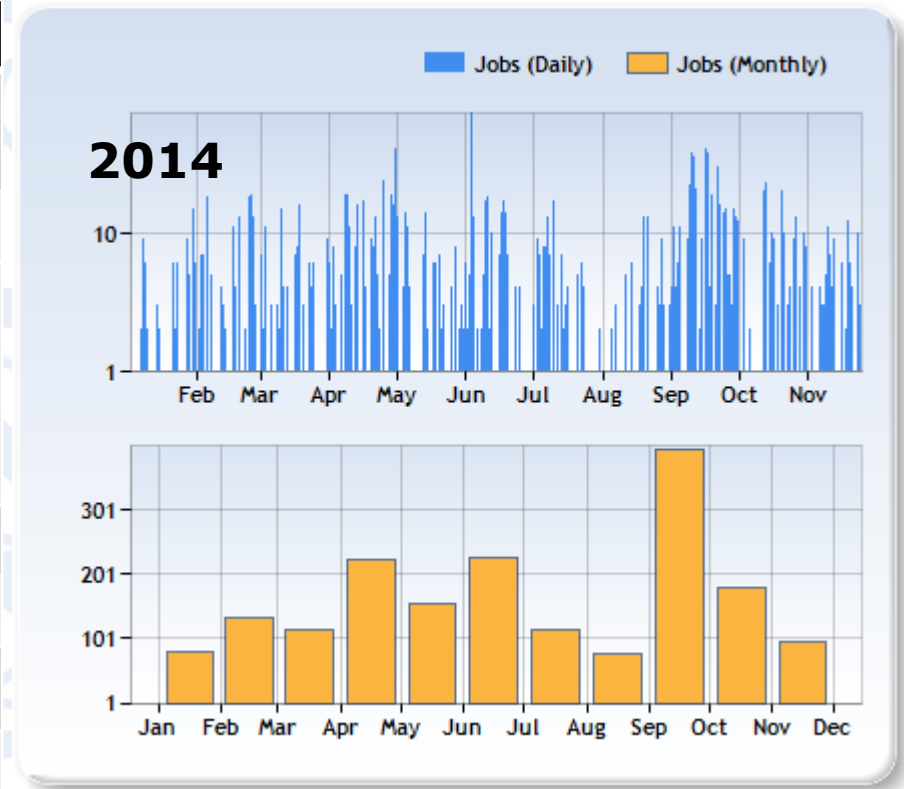 Jobs (Daily) Jobs (Monthly)
2014
10
1
Feb Mar Apr May Jun Jul Aug Sep Oct Nov
301
201
101
1
Jan Feb Mar Apr May Jun Jul Aug Sep Oct Nov Dec